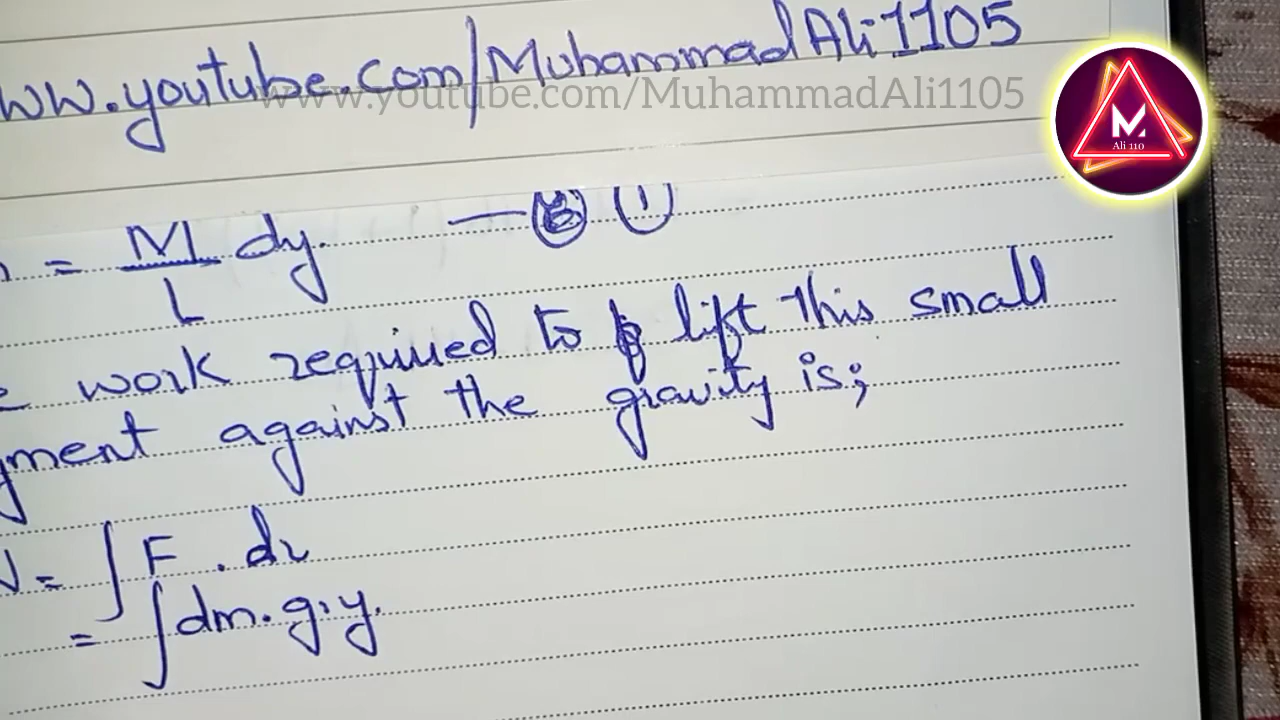 ww.youtube.com/MuhammadAli1105
www.youtube.com/MuhammadAli1105
M
Ali 110
= M/L dy. — ①
work required to lift this small
gment against the gravity is;
= ∫ F . dr
= ∫ dm.g.y.